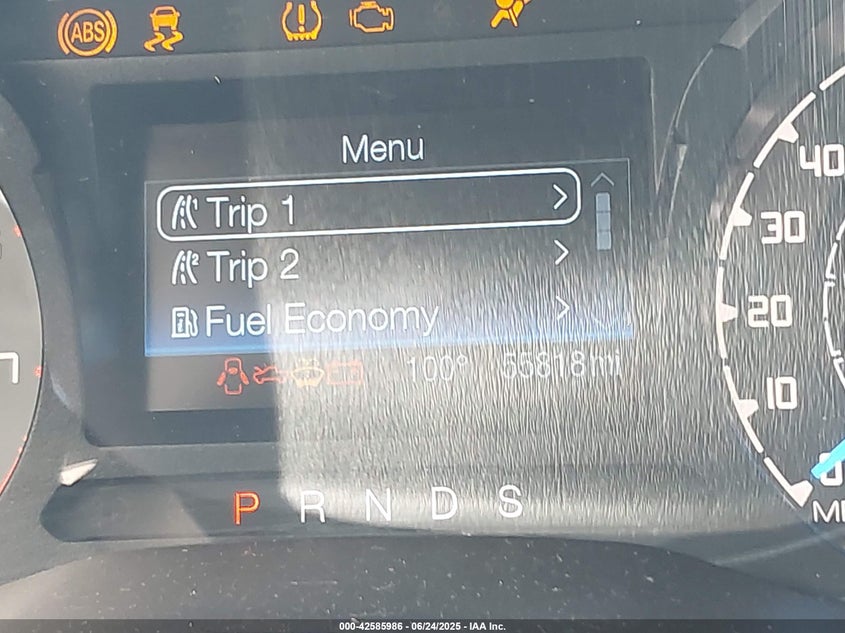 ABS
Menu
Trip 1
Trip 2
Fuel Economy
100° 55818 mi
P R N D S
40
30
20
10
0
000-42585986 - 06/24/2025 - IAA Inc.